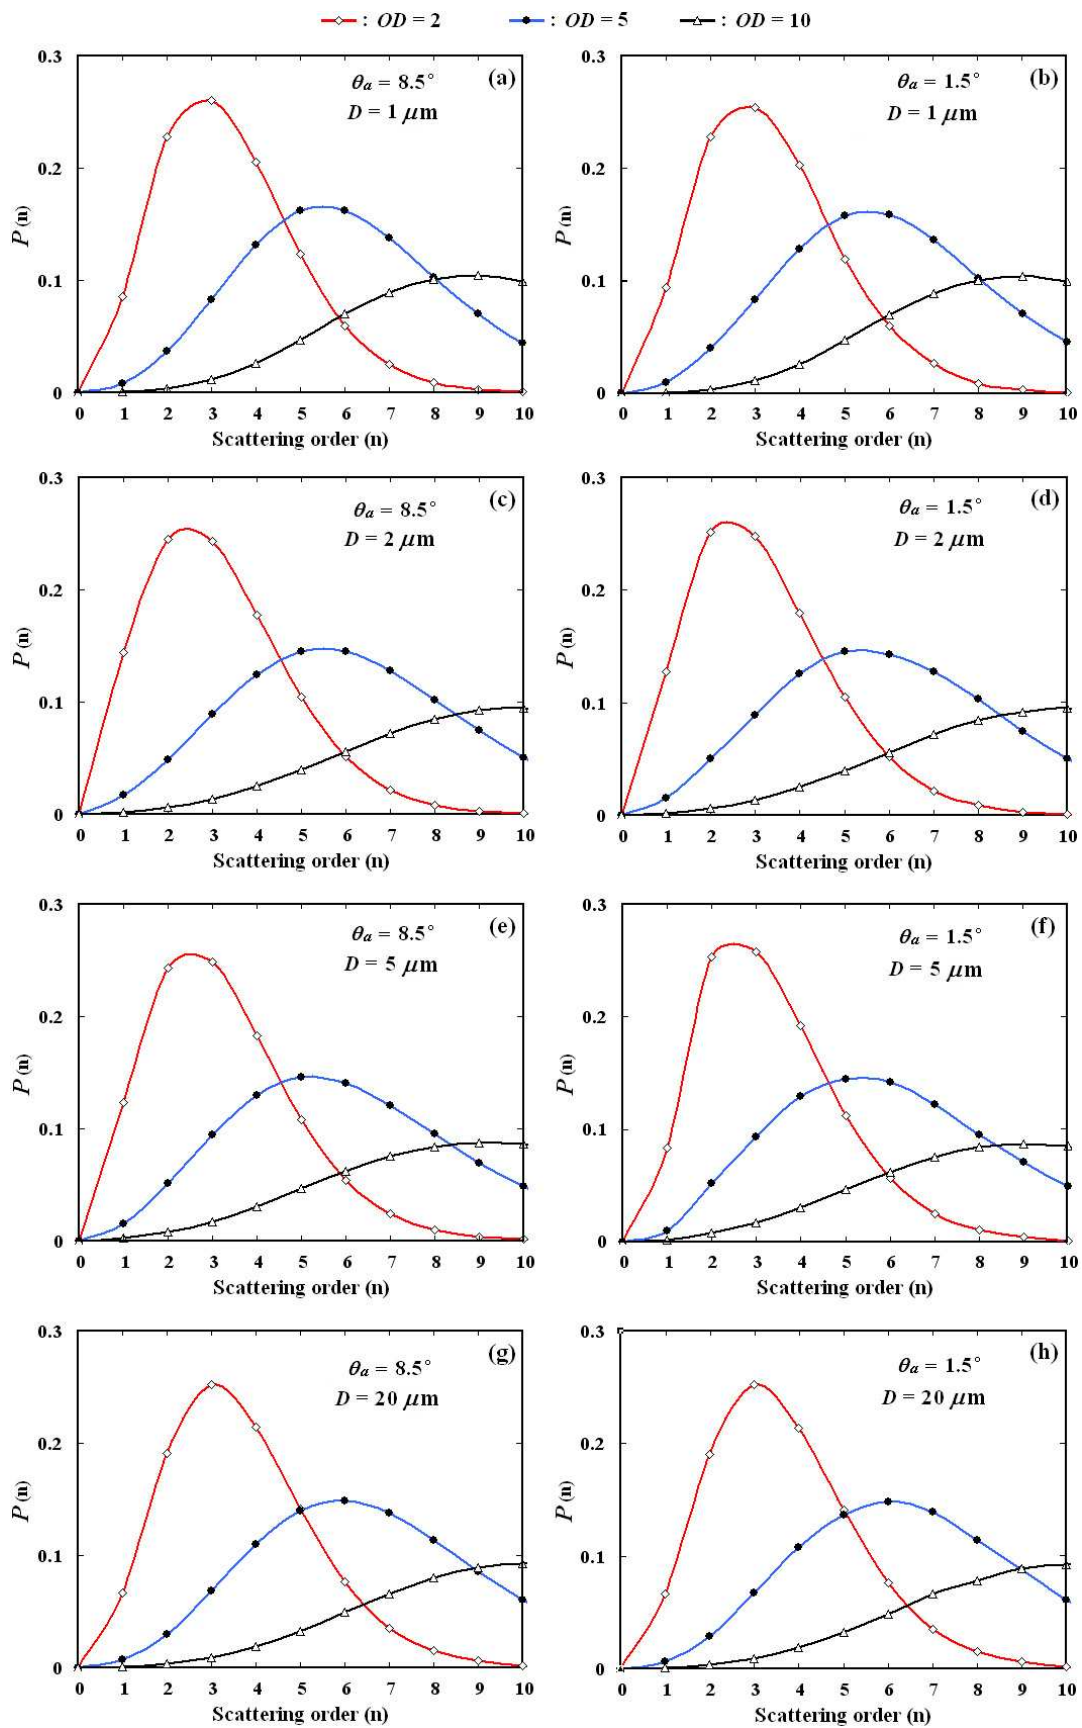 : OD = 2 : OD = 5 : OD = 10
0.3
0.2
0.1
0
P (n)
(a)
θa = 8.5°
D = 1 μm
0 1 2 3 4 5 6 7 8 9 10
Scattering order (n)
0.3
0.2
0.1
0
P (n)
(b)
θa = 1.5°
D = 1 μm
0 1 2 3 4 5 6 7 8 9 10
Scattering order (n)
0.3
0.2
0.1
0
P (n)
(c)
θa = 8.5°
D = 2 μm
0 1 2 3 4 5 6 7 8 9 10
Scattering order (n)
0.3
0.2
0.1
0
P (n)
(d)
θa = 1.5°
D = 2 μm
0 1 2 3 4 5 6 7 8 9 10
Scattering order (n)
0.3
0.2
0.1
0
P (n)
(e)
θa = 8.5°
D = 5 μm
0 1 2 3 4 5 6 7 8 9 10
Scattering order (n)
0.3
0.2
0.1
0
P (n)
(f)
θa = 1.5°
D = 5 μm
0 1 2 3 4 5 6 7 8 9 10
Scattering order (n)
0.3
0.2
0.1
0
P (n)
(g)
θa = 8.5°
D = 20 μm
0 1 2 3 4 5 6 7 8 9 10
Scattering order (n)
0.3
0.2
0.1
0
P (n)
(h)
θa = 1.5°
D = 20 μm
0 1 2 3 4 5 6 7 8 9 10
Scattering order (n)